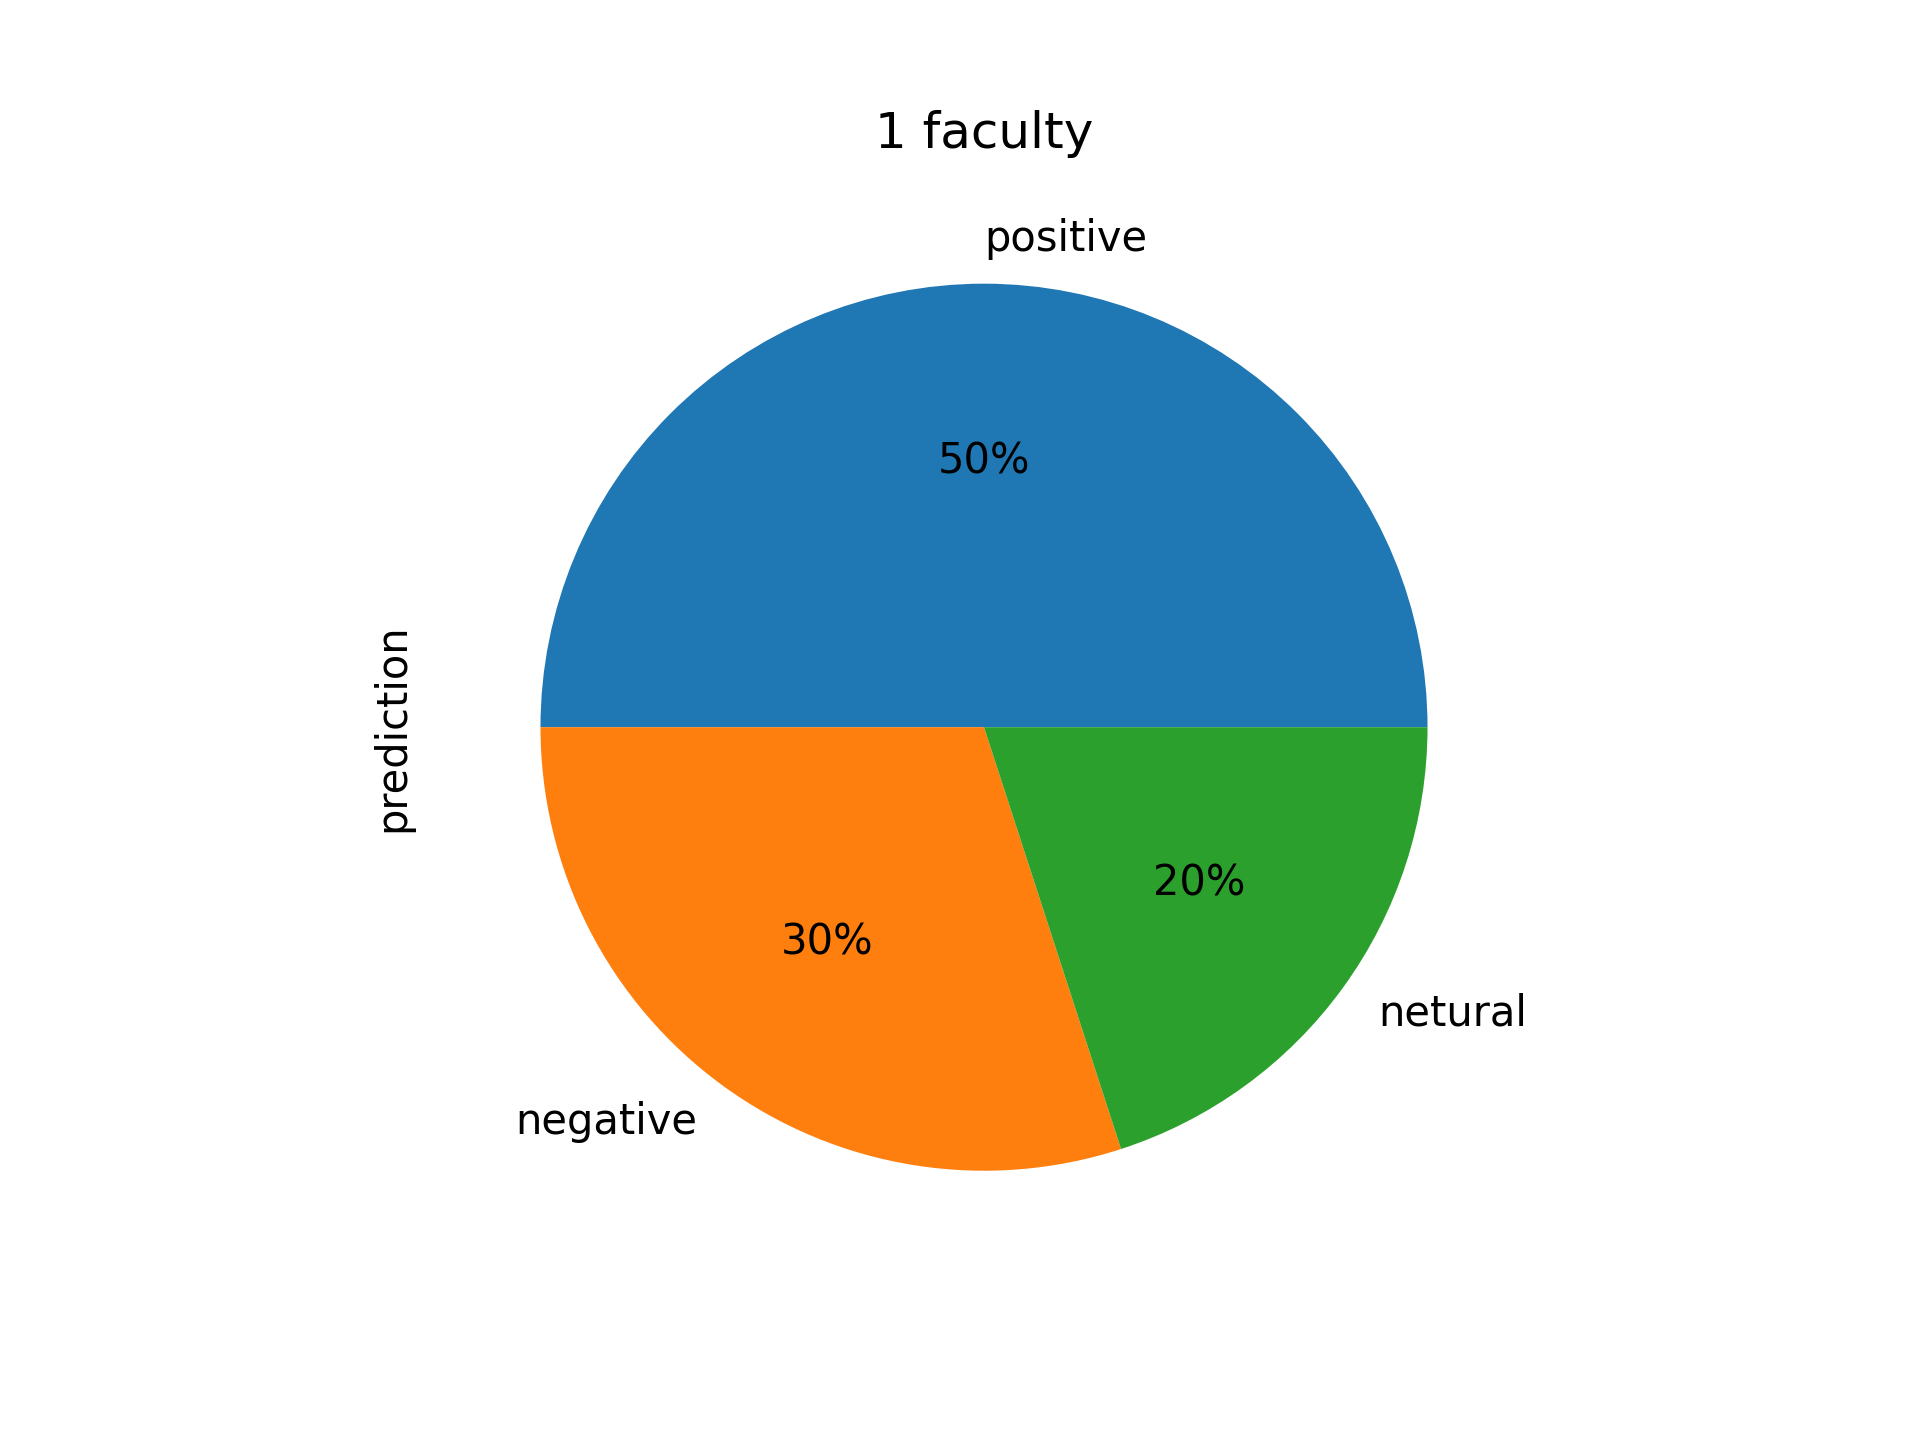 1 faculty
positive
50%
prediction
20%
30%
netural
negative